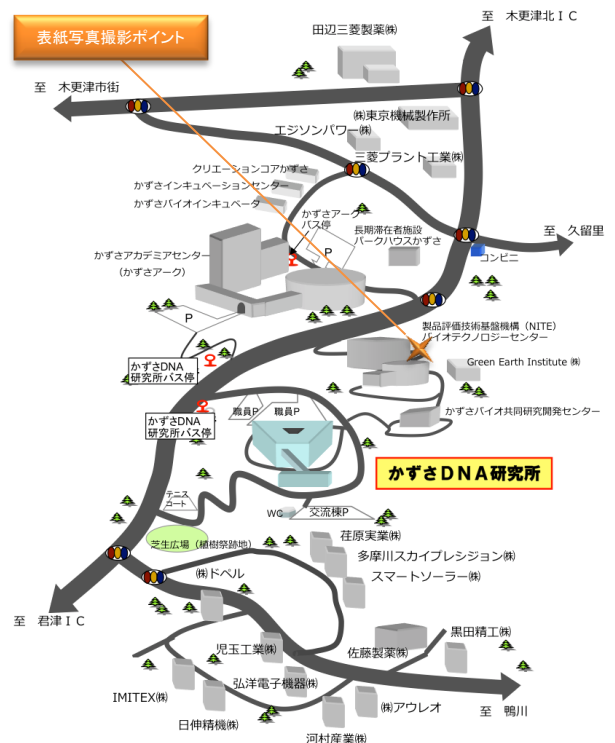 至　木更津北ＩＣ
表紙写真撮影ポイント
田辺三菱製薬㈱
至　木更津市街
㈱東京機械製作所
エジソンパワー㈱
三菱プラント工業㈱
クリエーションコアかずさ
かずさインキュベーションセンター
かずさバイオインキュベータ
かずさアーク
バス停
長期滞在者施設
パークハウスかずさ
P
至　久留里
コンビニ
かずさアカデミアセンター
（かずさアーク）
P
製品評価技術基盤機構（NITE）
バイオテクノロジーセンター
かずさDNA
研究所バス停
Green Earth Institute ㈱
かずさDNA
研究所バス停
職員P
職員P
かずさバイオ共同研究開発センター
かずさＤＮＡ研究所
テニス
コート
WC
交流棟P
芝生広場（植樹祭跡地）
荏原実業㈱
多摩川スカイプレシジョン㈱
スマートソーラー㈱
㈱ドペル
至　君津ＩＣ
児玉工業㈱
佐藤製薬㈱
黒田精工㈱
IMITEX㈱
弘洋電子機器㈱
日伸精機㈱
㈱アウレオ
河村産業㈱
至　鴨川